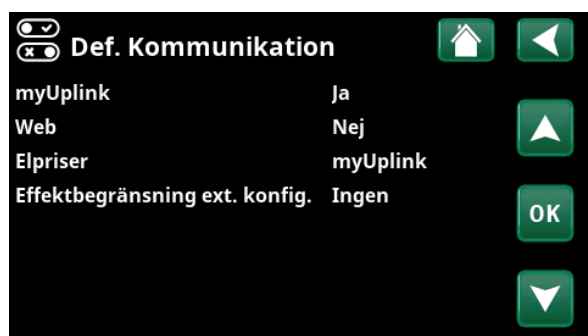 Def. Kommunikation
myUplink Ja
Web Nej
Elpriser myUplink
Effektbegränsning ext. konfig. Ingen
OK